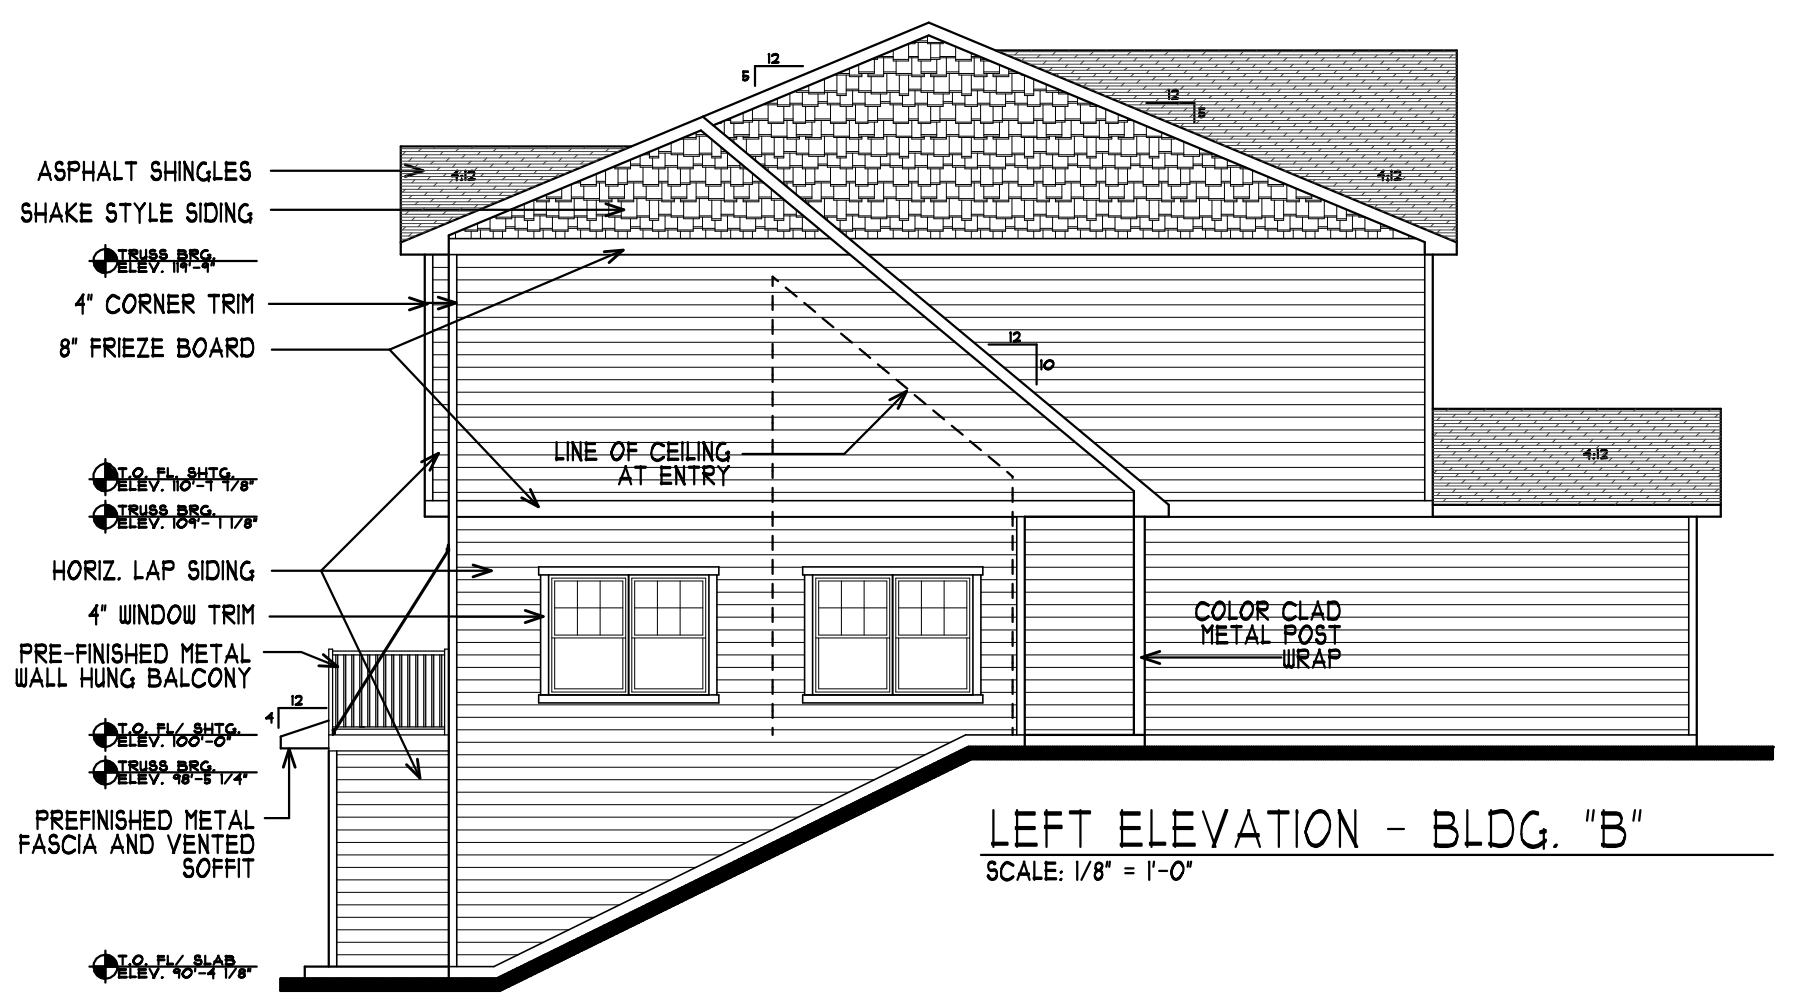 12
5
12
5
ASPHALT SHINGLES
4:12
4:12
SHAKE STYLE SIDING
TRUSS BRG.
ELEV. 119'-9"
4" CORNER TRIM
8" FRIEZE BOARD
12
10
LINE OF CEILING
AT ENTRY
4:12
T.O. FL. SHTG.
ELEV. 110'-7 7/8"
TRUSS BRG.
ELEV. 109'-1 1/8"
HORIZ. LAP SIDING
4" WINDOW TRIM
COLOR CLAD
METAL POST
WRAP
PRE-FINISHED METAL
WALL HUNG BALCONY
12
4
T.O. FL/ SHTG.
ELEV. 100'-0"
TRUSS BRG.
ELEV. 98'-5 1/4"
PREFINISHED METAL
FASCIA AND VENTED
SOFFIT
LEFT ELEVATION - BLDG. "B"
SCALE: 1/8" = 1'-0"
T.O. FL/ SLAB
ELEV. 90'-4 1/8"